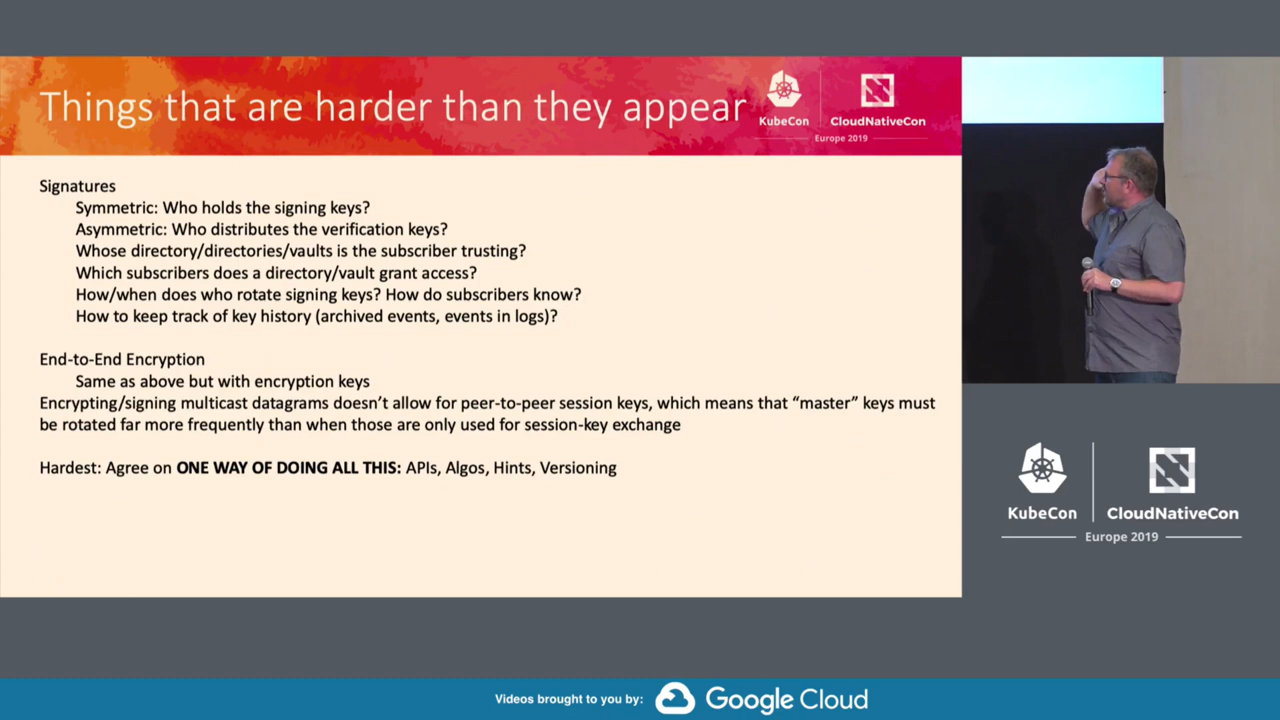 Things that are harder than they appear
KubeCon
CloudNativeCon
Europe 2019
Signatures
Symmetric: Who holds the signing keys?
Asymmetric: Who distributes the verification keys?
Whose directory/directories/vaults is the subscriber trusting?
Which subscribers does a directory/vault grant access?
How/when does who rotate signing keys? How do subscribers know?
How to keep track of key history (archived events, events in logs)?
End-to-End Encryption
Same as above but with encryption keys
Encrypting/signing multicast datagrams doesn’t allow for peer-to-peer session keys, which means that “master” keys must
be rotated far more frequently than when those are only used for session-key exchange
Hardest: Agree on ONE WAY OF DOING ALL THIS: APIs, Algos, Hints, Versioning
KubeCon
CloudNativeCon
Europe 2019
Videos brought to you by:
Google Cloud